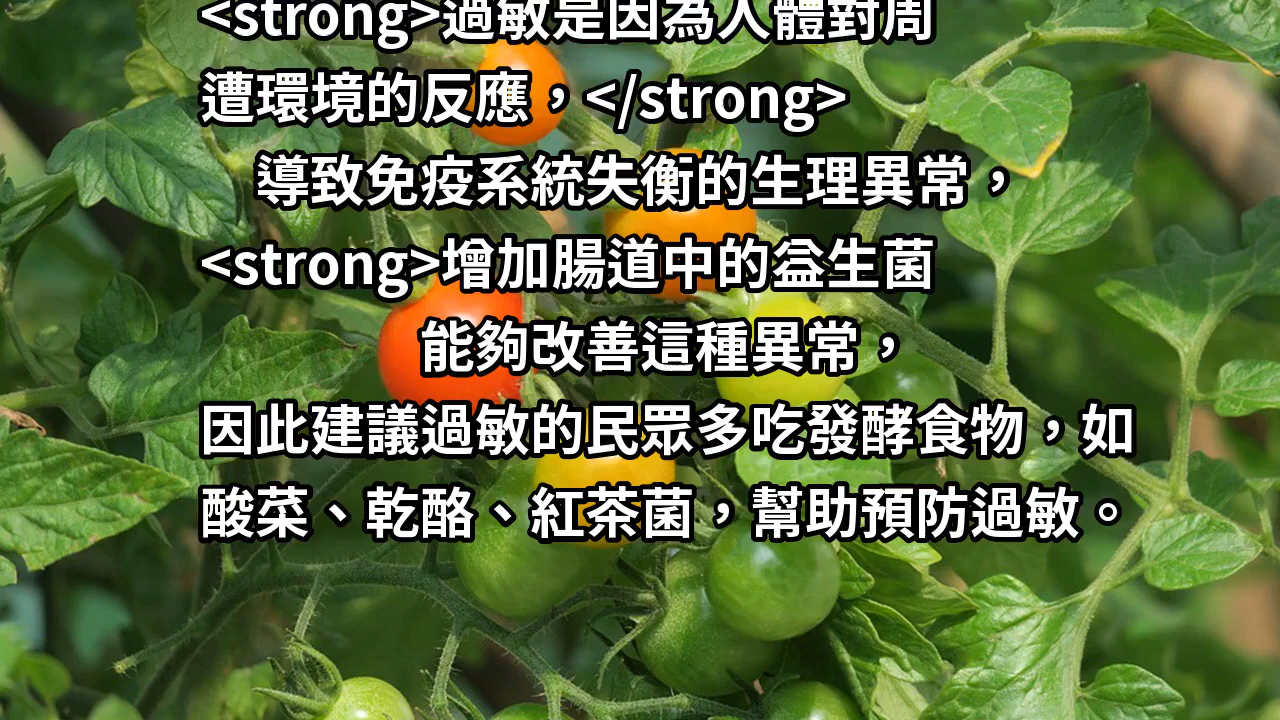 <strong>過敏是因為人體對周
遭環境的反應，</strong>
導致免疫系統失衡的生理異常，
<strong>增加腸道中的益生菌
能夠改善這種異常，
因此建議過敏的民眾多吃發酵食物，如
酸菜、乾酪、紅茶菌，幫助預防過敏。